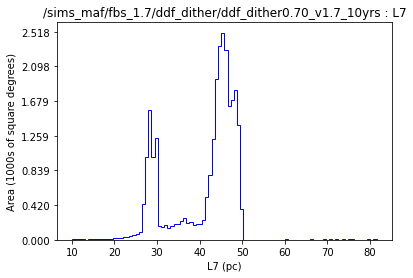 /sims_maf/fbs_1.7/ddf_dither/ddf_dither0.70_v1.7_10yrs : L7
2.518
2.098
1.679
1.259
0.839
0.420
0.000
Area (1000s of square degrees)
10 20 30 40 50 60 70 80
L7 (pc)